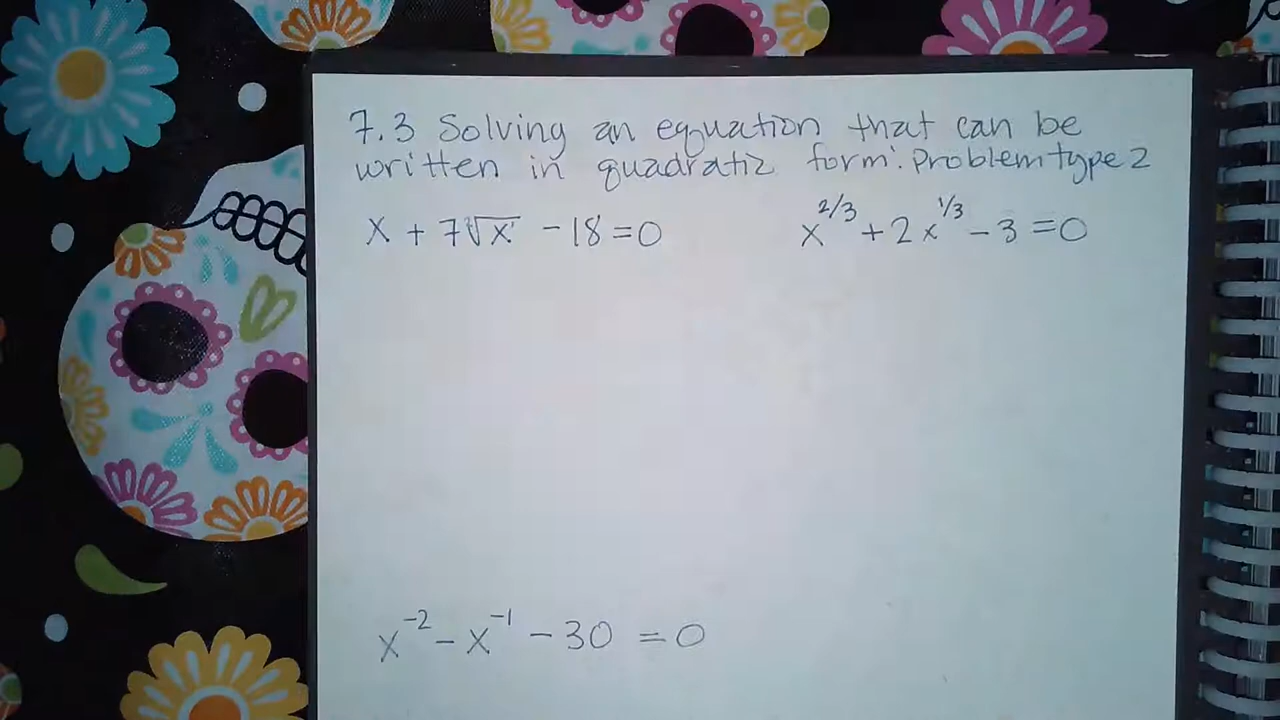 7.3 Solving an equation that can be
written in quadratic form: Problem type 2
x + 7√x - 18 = 0
x^2/3 + 2x^1/3 - 3 = 0
x^-2 - x^-1 - 30 = 0